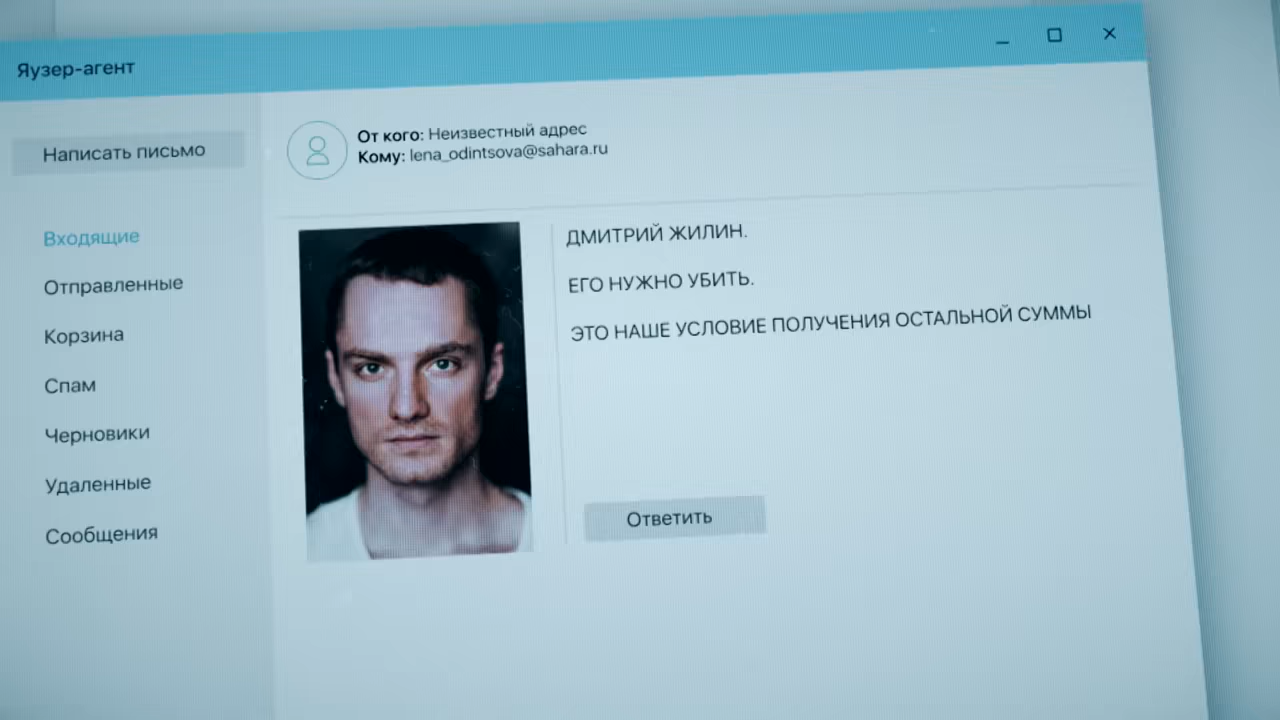 Яузер-агент
Написать письмо
Входящие
Отправленные
Корзина
Спам
Черновики
Удаленные
Сообщения
От кого: Неизвестный адрес
Кому: lena_odintsova@sahara.ru
ДМИТРИЙ ЖИЛИН.
ЕГО НУЖНО УБИТЬ.
ЭТО НАШЕ УСЛОВИЕ ПОЛУЧЕНИЯ ОСТАЛЬНОЙ СУММЫ
Ответить